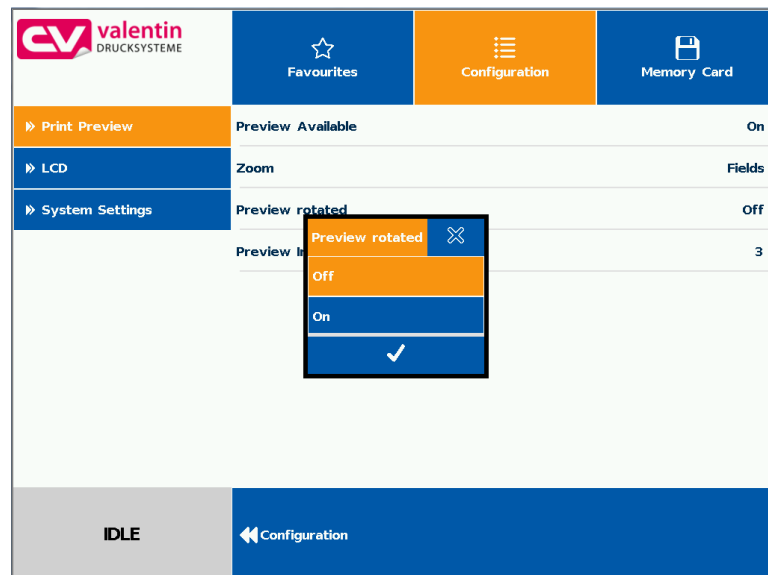 valentin
DRUCKSYSTEME
Favourites
Configuration
Memory Card
Print Preview
LCD
System Settings
Preview Available On
Zoom Fields
Preview rotated Off
Preview 3
Preview rotated
Off
On
IDLE
Configuration